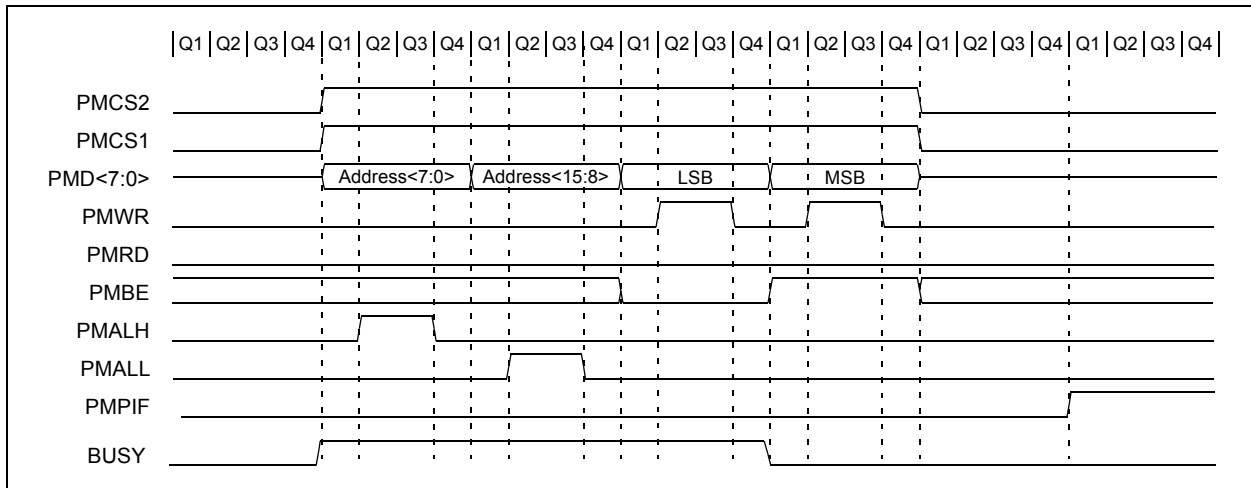 Q1 Q2 Q3 Q4 Q1 Q2 Q3 Q4 Q1 Q2 Q3 Q4 Q1 Q2 Q3 Q4 Q1 Q2 Q3 Q4 Q1 Q2 Q3 Q4 Q1 Q2 Q3 Q4
PMCS2
PMCS1
PMD<7:0> Address<7:0> Address<15:8> LSB MSB
PMWR
PMRD
PMBE
PMALH
PMALL
PMPIF
BUSY